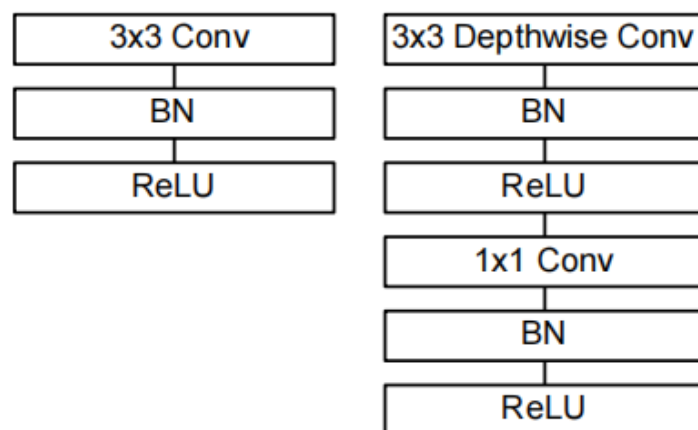 3x3 Conv
BN
ReLU
3x3 Depthwise Conv
BN
ReLU
1x1 Conv
BN
ReLU